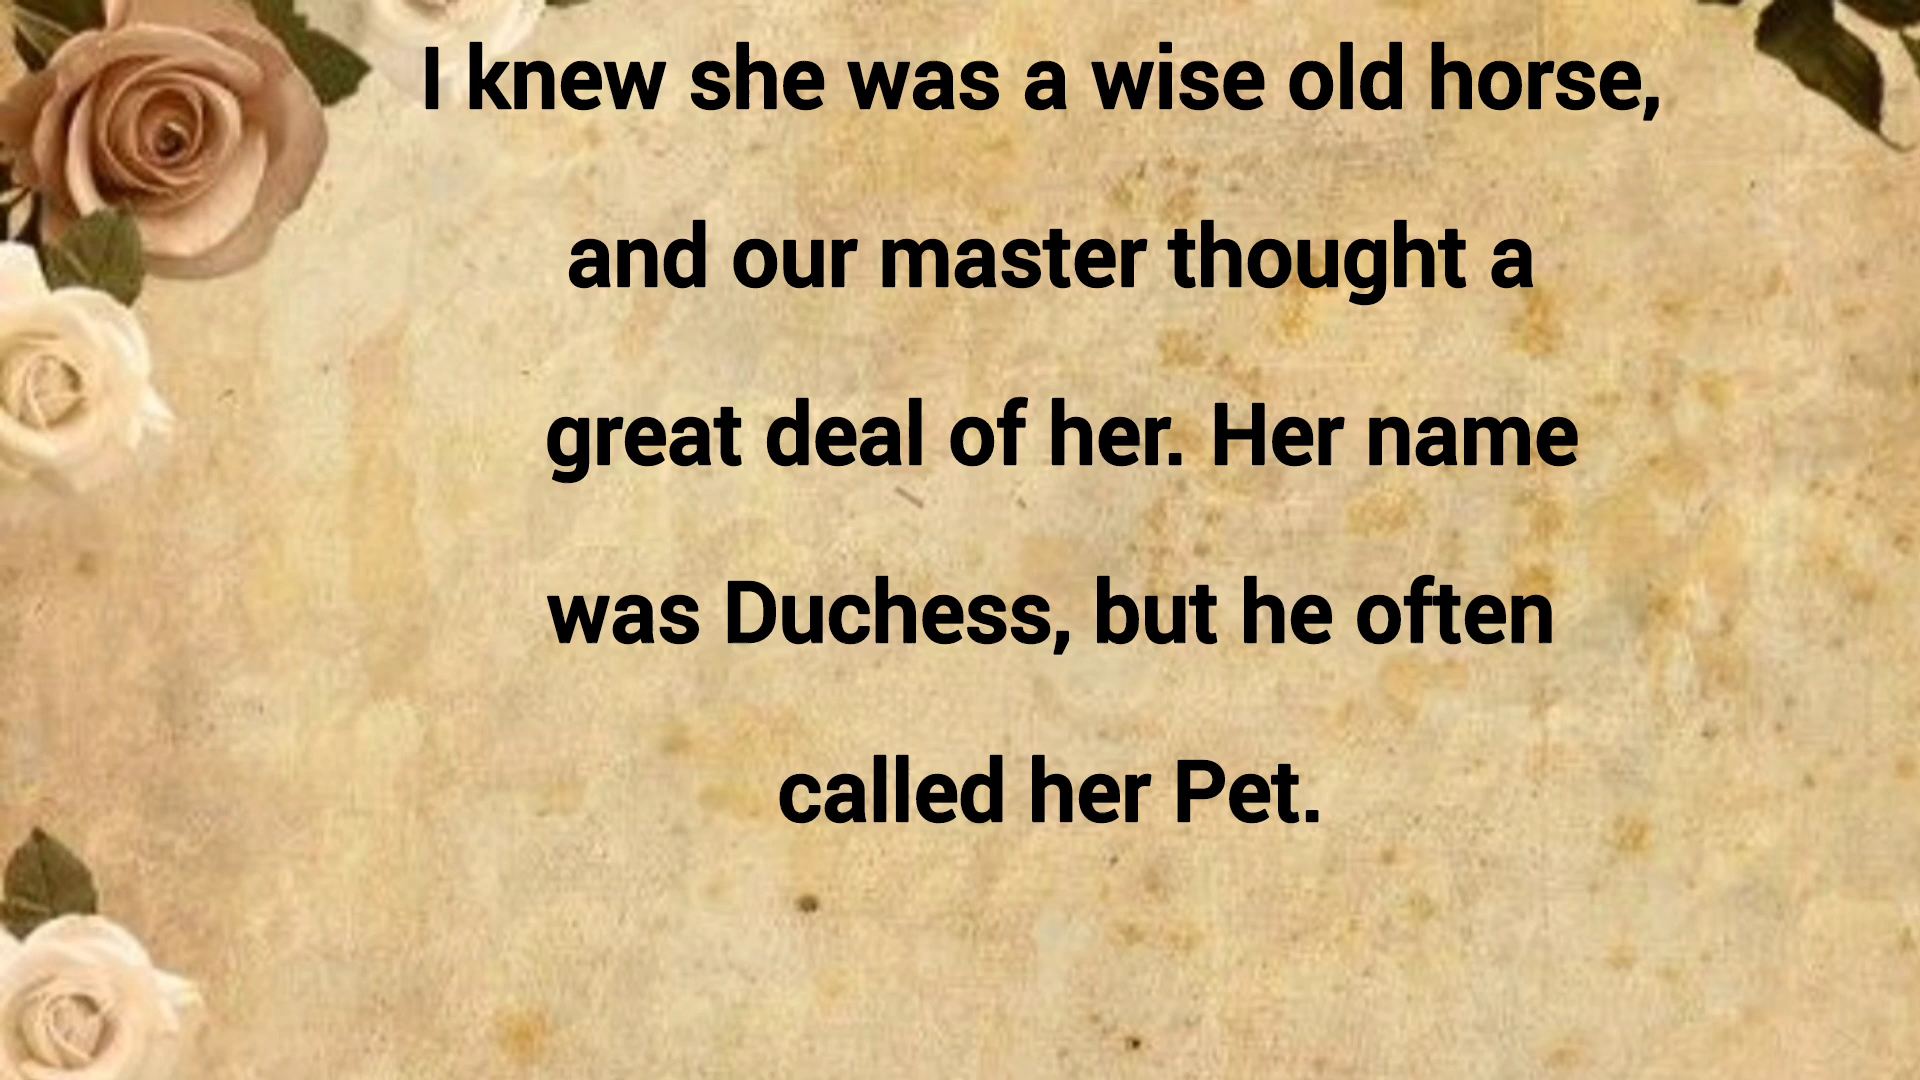 I knew she was a wise old horse,
and our master thought a
great deal of her. Her name
was Duchess, but he often
called her Pet.